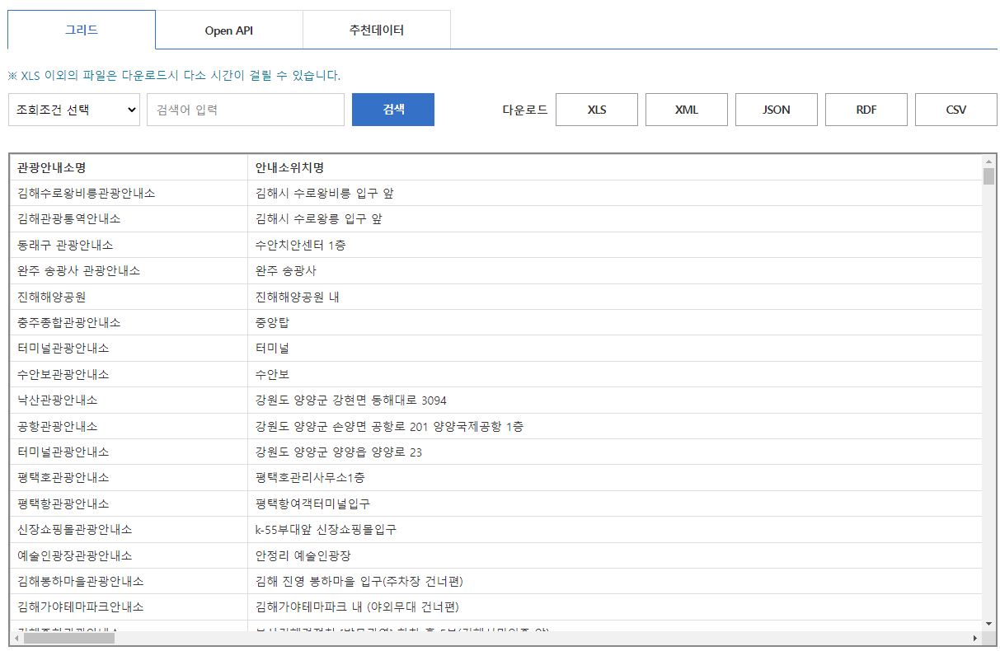 그리드 Open API 추천데이터
※ XLS 이외의 파일은 다운로드시 다소 시간이 걸릴 수 있습니다.
조회조건 선택 검색어 입력 검색 다운로드 XLS XML JSON RDF CSV
관광안내소명 안내소위치명
김해수로왕비릉관광안내소 김해시 수로왕비릉 입구 앞
김해관광통역안내소 김해시 수로왕릉 입구 앞
동래구 관광안내소 수안치안센터 1층
완주 송광사 관광안내소 완주 송광사
진해해양공원 진해해양공원 내
충주종합관광안내소 중앙탑
터미널관광안내소 터미널
수안보관광안내소 수안보
낙산관광안내소 강원도 양양군 강현면 동해대로 3094
공항관광안내소 강원도 양양군 손양면 공항로 201 양양국제공항 1층
터미널관광안내소 강원도 양양군 양양읍 양양로 23
평택호관광안내소 평택호관리사무소1층
평택항관광안내소 평택항여객터미널입구
신장쇼핑몰관광안내소 k-55부대앞 신장쇼핑몰입구
예술인광장관광안내소 안정리 예술인광장
김해봉하마을관광안내소 김해 진영 봉하마을 입구(주차장 건너편)
김해가야테마파크안내소 김해가야테마파크 내 (야외무대 건너편)